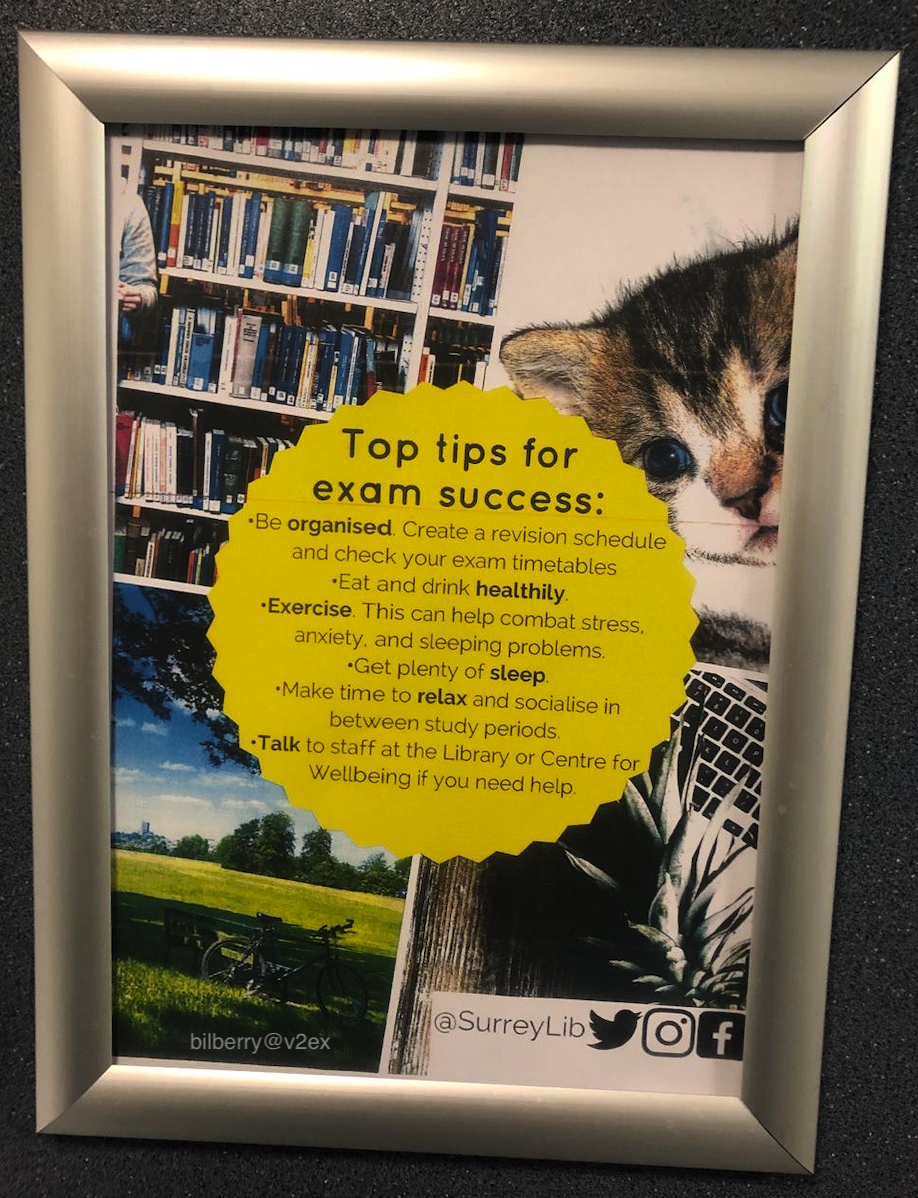 Top tips for
exam success:
•Be organised. Create a revision schedule
and check your exam timetables
•Eat and drink healthily.
•Exercise. This can help combat stress,
anxiety, and sleeping problems.
•Get plenty of sleep.
•Make time to relax and socialise in
between study periods.
•Talk to staff at the Library or Centre for
Wellbeing if you need help.
@SurreyLib
bilberry@v2ex